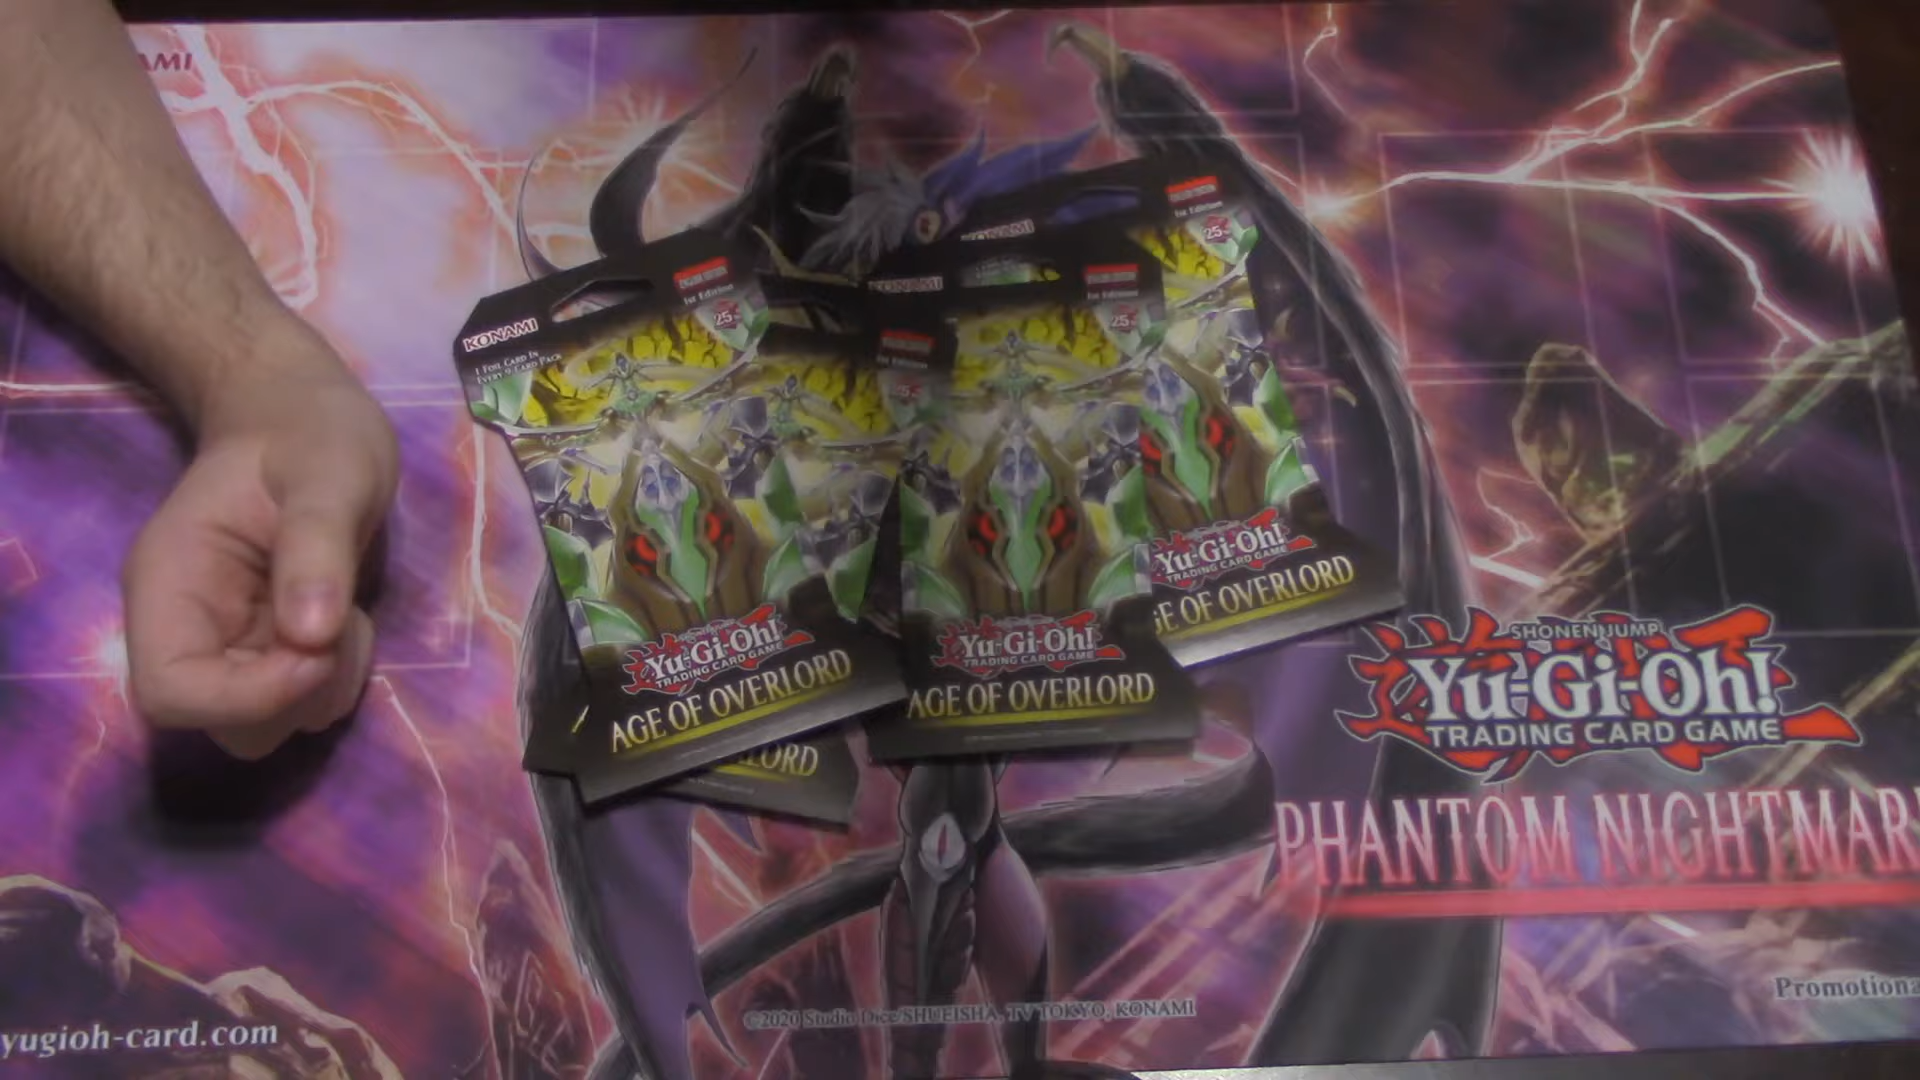 AMI
KONAMI
1 Foil Card In
Every 9-Card Pack
1st Edition
25
Yu-Gi-Oh!
TRADING CARD GAME
AGE OF OVERLORD
LORD
1st Edition
25
KONAMI
1st Edition
25
Yu-Gi-Oh!
TRADING CARD GAME
AGE OF OVERLORD
KONAMI
1st Edition
25
Yu-Gi-Oh!
TRADING CARD GAME
GE OF OVERLORD
SHONEN JUMP
Yu-Gi-Oh!
TRADING CARD GAME
PHANTOM NIGHTMAR
Promotiona
©2020 Studio Dice/SHUEISHA, TV TOKYO, KONAMI
yugioh-card.com